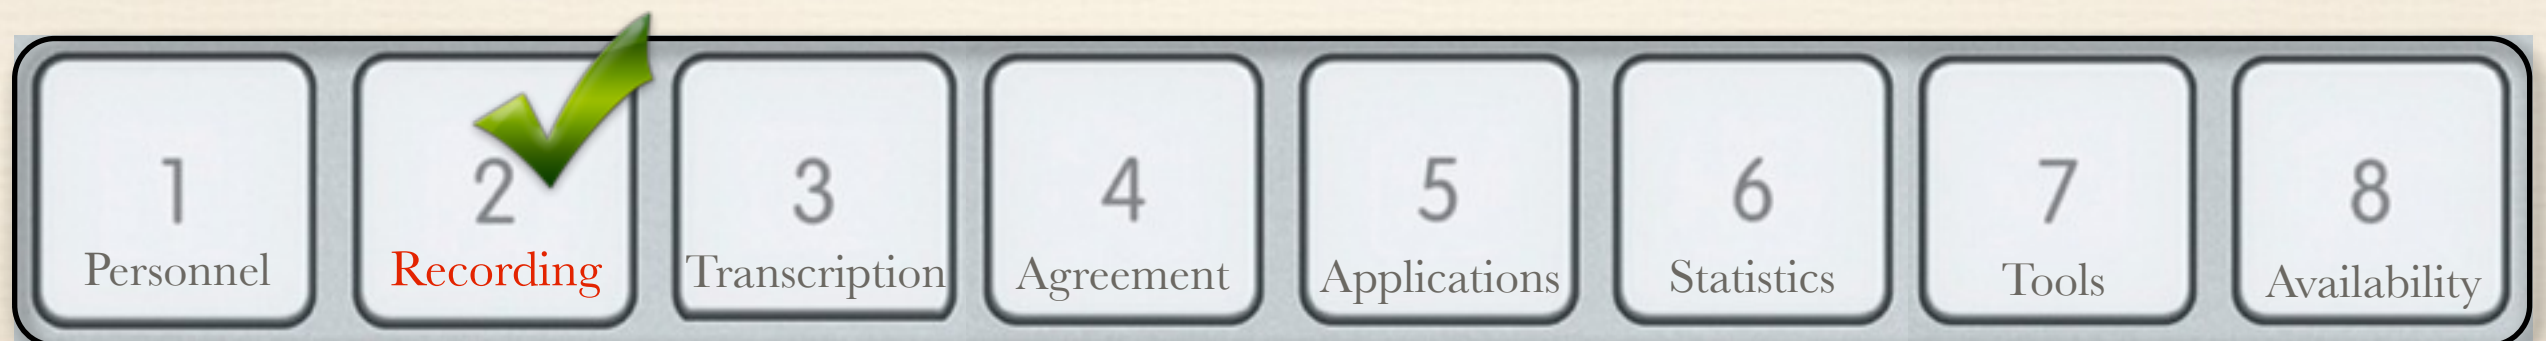 1 2 3 4 5 6 7 8
Personnel Recording Transcription Agreement Applications Statistics Tools Availability